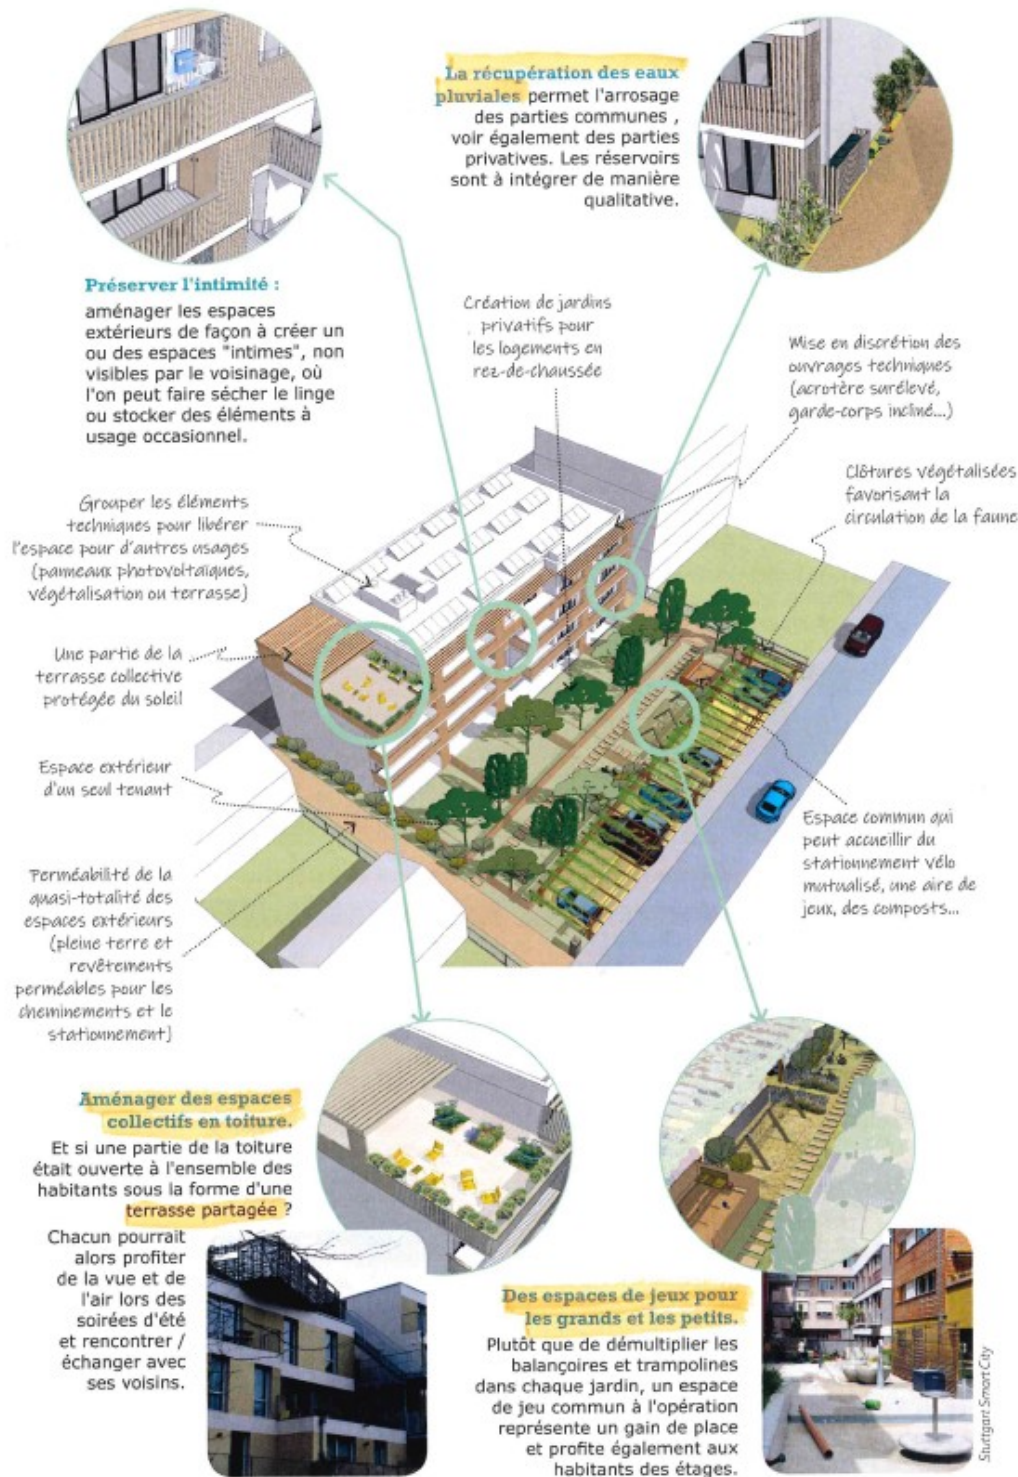 La récupération des eaux
pluviales permet l'arrosage
des parties communes ,
voir également des parties
privatives. Les réservoirs
sont à intégrer de manière
qualitative.
Préserver l'intimité :
aménager les espaces
extérieurs de façon à créer un
ou des espaces "intimes", non
visibles par le voisinage, où
l'on peut faire sécher le linge
ou stocker des éléments à
usage occasionnel.
Création de jardins
privatifs pour
les logements en
rez-de-chaussée
Mise en discrétion des
ouvrages techniques
(acrotère surélevé,
garde-corps incliné...)
Clôtures végétalisées
favorisant la
circulation de la faune
Grouper les éléments
techniques pour libérer
l'espace pour d'autres usages
(panneaux photovoltaïques,
végétalisation ou terrasse)
Une partie de la
terrasse collective
protégée du soleil
Espace extérieur
d'un seul tenant
Perméabilité de la
quasi-totalité des
espaces extérieurs
(pleine terre et
revêtements
perméables pour les
cheminements et le
stationnement)
Espace commun qui
peut accueillir du
stationnement vélo
mutualisé, une aire de
jeux, des composts...
Aménager des espaces
collectifs en toiture.
Et si une partie de la toiture
était ouverte à l'ensemble des
habitants sous la forme d'une
terrasse partagée ?
Chacun pourrait
alors profiter
de la vue et de
l'air lors des
soirées d'été
et rencontrer /
échanger avec
ses voisins.
Des espaces de jeux pour
les grands et les petits.
Plutôt que de démultiplier les
balançoires et trampolines
dans chaque jardin, un espace
de jeu commun à l'opération
représente un gain de place
et profite également aux
habitants des étages.
Stuttgart SmartCity